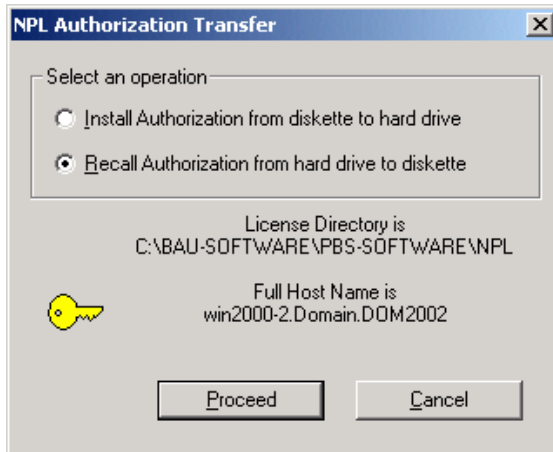 NPL Authorization Transfer
Select an operation
Install Authorization from diskette to hard drive
Recall Authorization from hard drive to diskette
License Directory is
C:\BAU-SOFTWARE\PBS-SOFTWARE\NPL
Full Host Name is
win2000-2.Domain.DOM2002
Proceed
Cancel